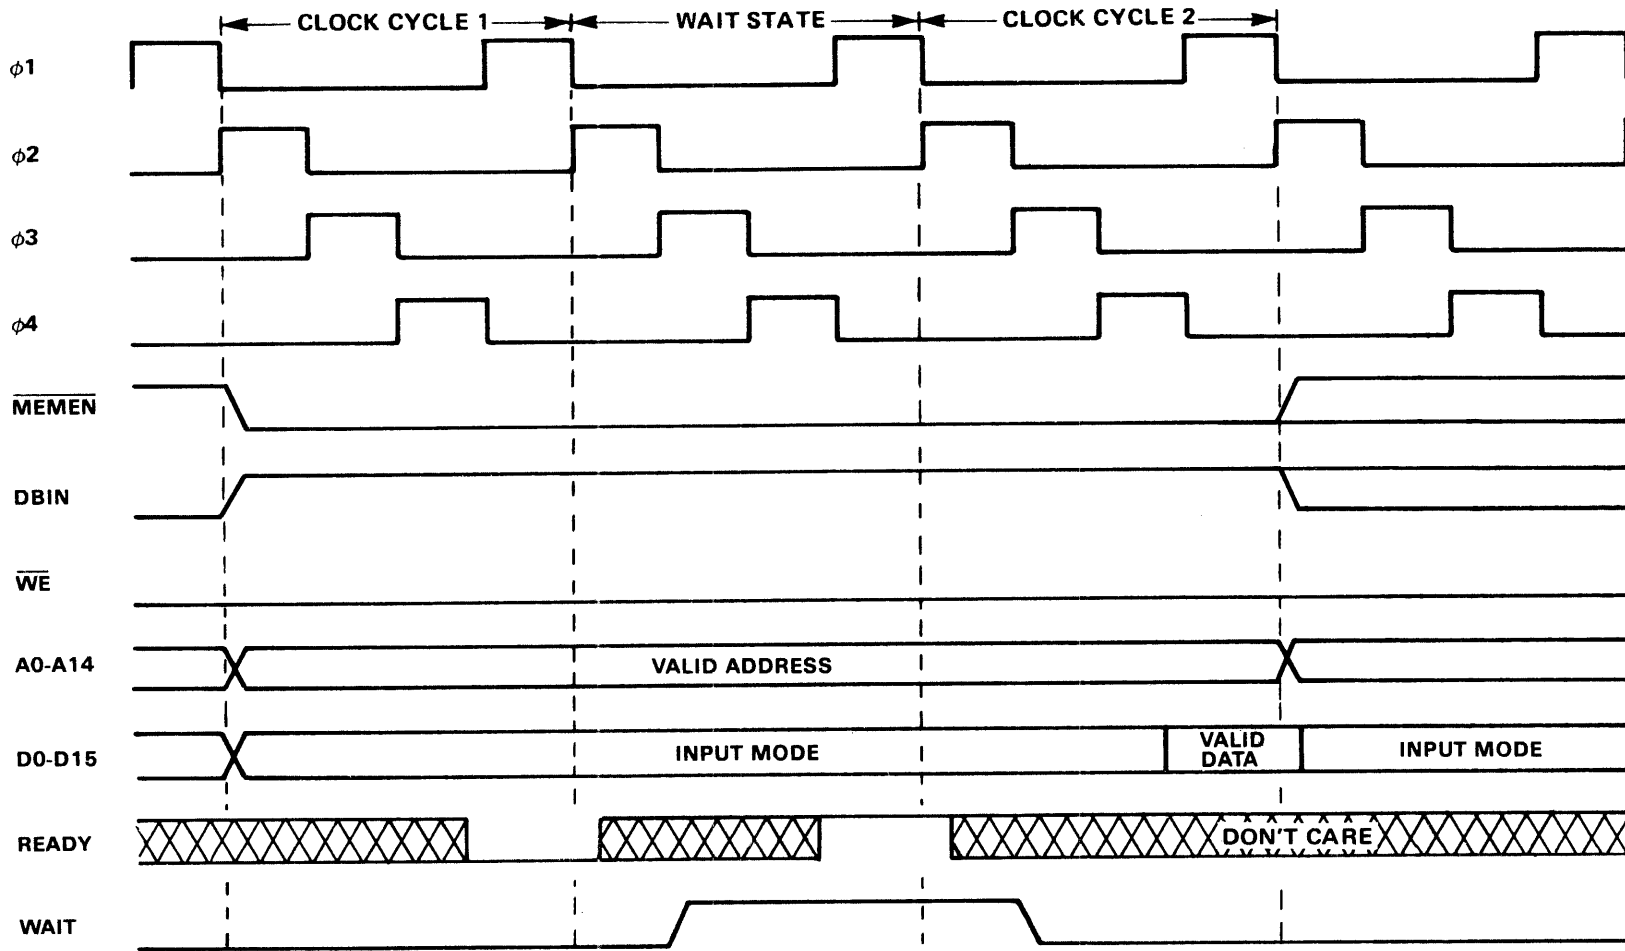 CLOCK CYCLE 1
WAIT STATE
CLOCK CYCLE 2
ϕ1
ϕ2
ϕ3
ϕ4
MEMEN
DBIN
WE
A0-A14
VALID ADDRESS
D0-D15
INPUT MODE
VALID
DATA
INPUT MODE
READY
DON'T CARE
WAIT